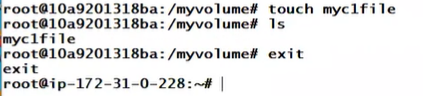 root@10a9201318ba:/myvolume# touch myc1file
root@10a9201318ba:/myvolume# ls
myc1file
root@10a9201318ba:/myvolume# exit
exit
root@ip-172-31-0-228:~#